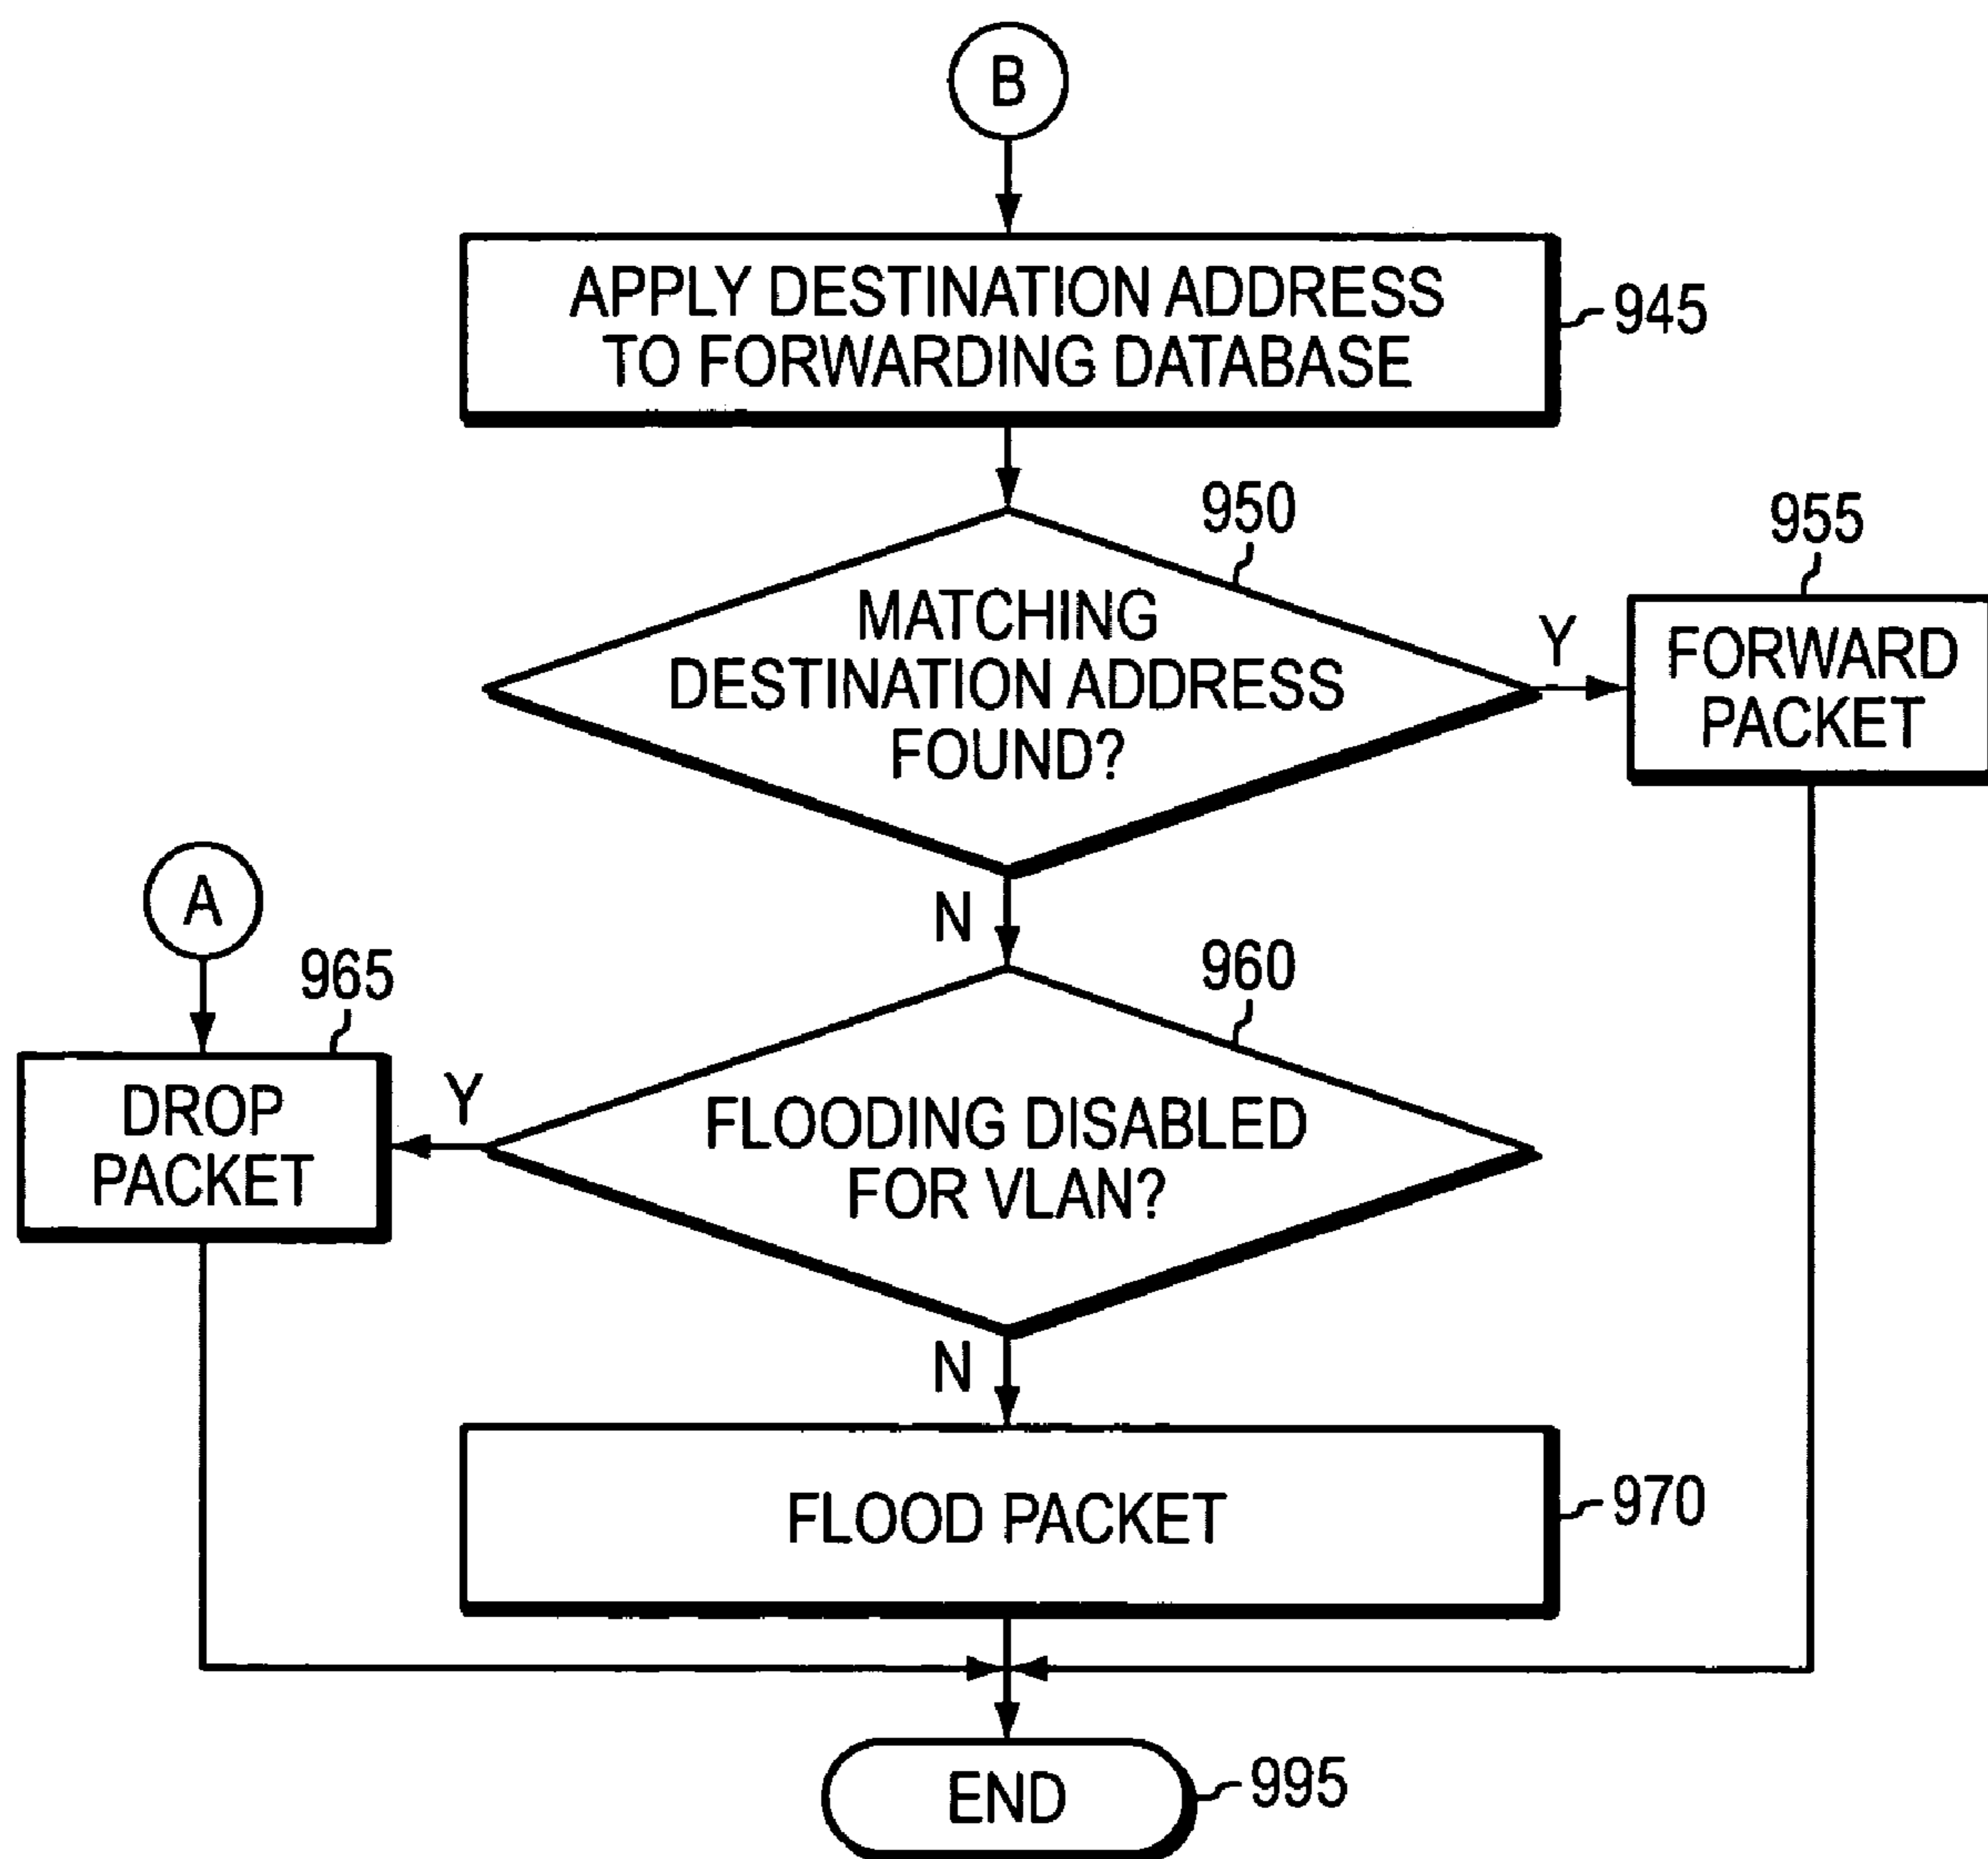 B
APPLY DESTINATION ADDRESS
TO FORWARDING DATABASE
945
950
MATCHING
DESTINATION ADDRESS
FOUND?
Y
955
FORWARD
PACKET
N
A
965
DROP
PACKET
Y
960
FLOODING DISABLED
FOR VLAN?
N
FLOOD PACKET
970
END
995